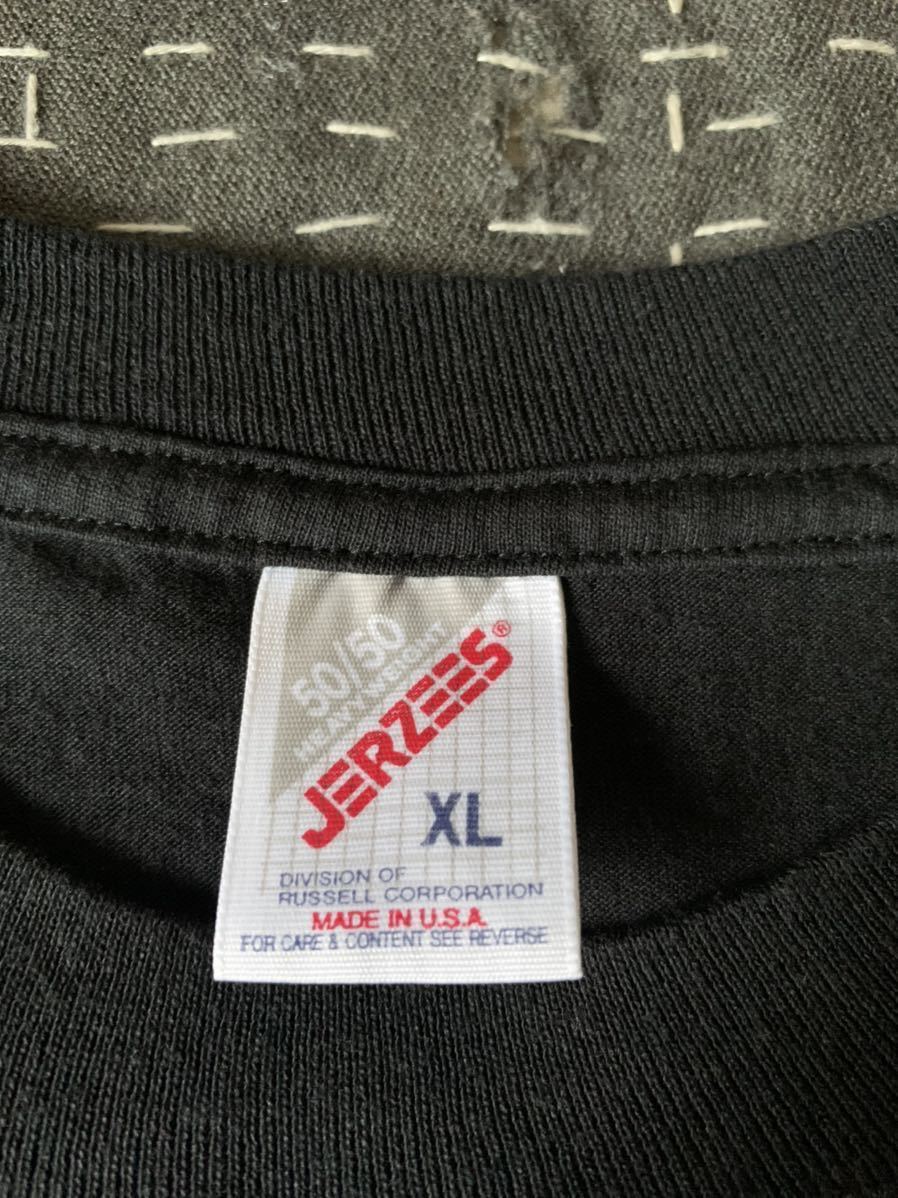 50/50
HEAVYWEIGHT
JERZEES®
XL
DIVISION OF
RUSSELL CORPORATION
MADE IN U.S.A.
FOR CARE & CONTENT SEE REVERSE